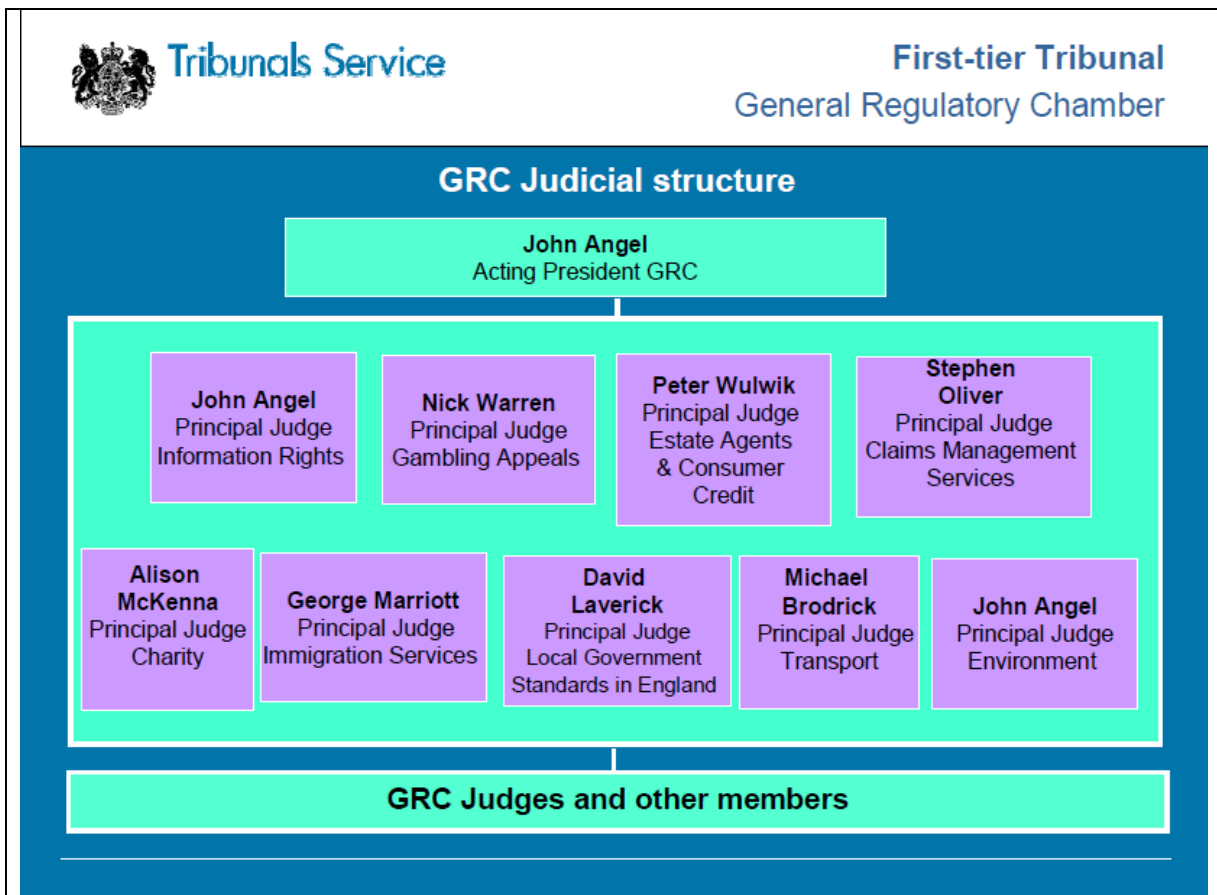 Tribunals Service
First-tier Tribunal
General Regulatory Chamber
GRC Judicial structure
John Angel
Acting President GRC
John Angel
Principal Judge
Information Rights
Nick Warren
Principal Judge
Gambling Appeals
Peter Wulwik
Principal Judge
Estate Agents
& Consumer
Credit
Stephen
Oliver
Principal Judge
Claims Management
Services
Alison
McKenna
Principal Judge
Charity
George Marriott
Principal Judge
Immigration Services
David
Laverick
Principal Judge
Local Government
Standards in England
Michael
Brodrick
Principal Judge
Transport
John Angel
Principal Judge
Environment
GRC Judges and other members